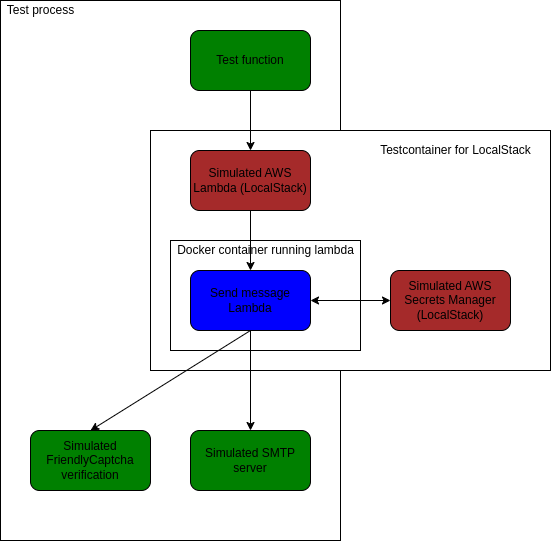 Test process
Test function
Testcontainer for LocalStack
Simulated AWS
Lambda (LocalStack)
Docker container running lambda
Send message
Lambda
Simulated AWS
Secrets Manager
(LocalStack)
Simulated
FriendlyCaptcha
verification
Simulated SMTP
server